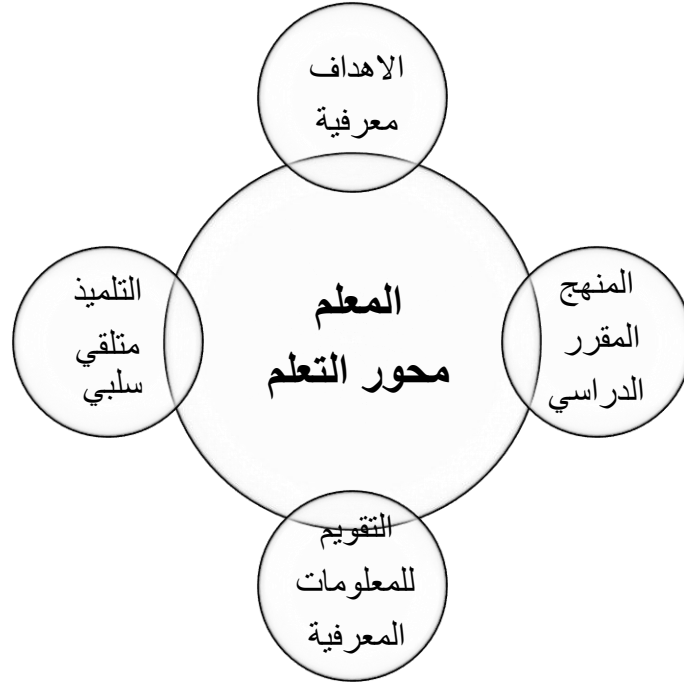 الاهداف
معرفية
المعلم
محور التعلم
المنهج
المقرر
الدراسي
التلميذ
متلقي
سلبي
التقويم
للمعلومات
المعرفية